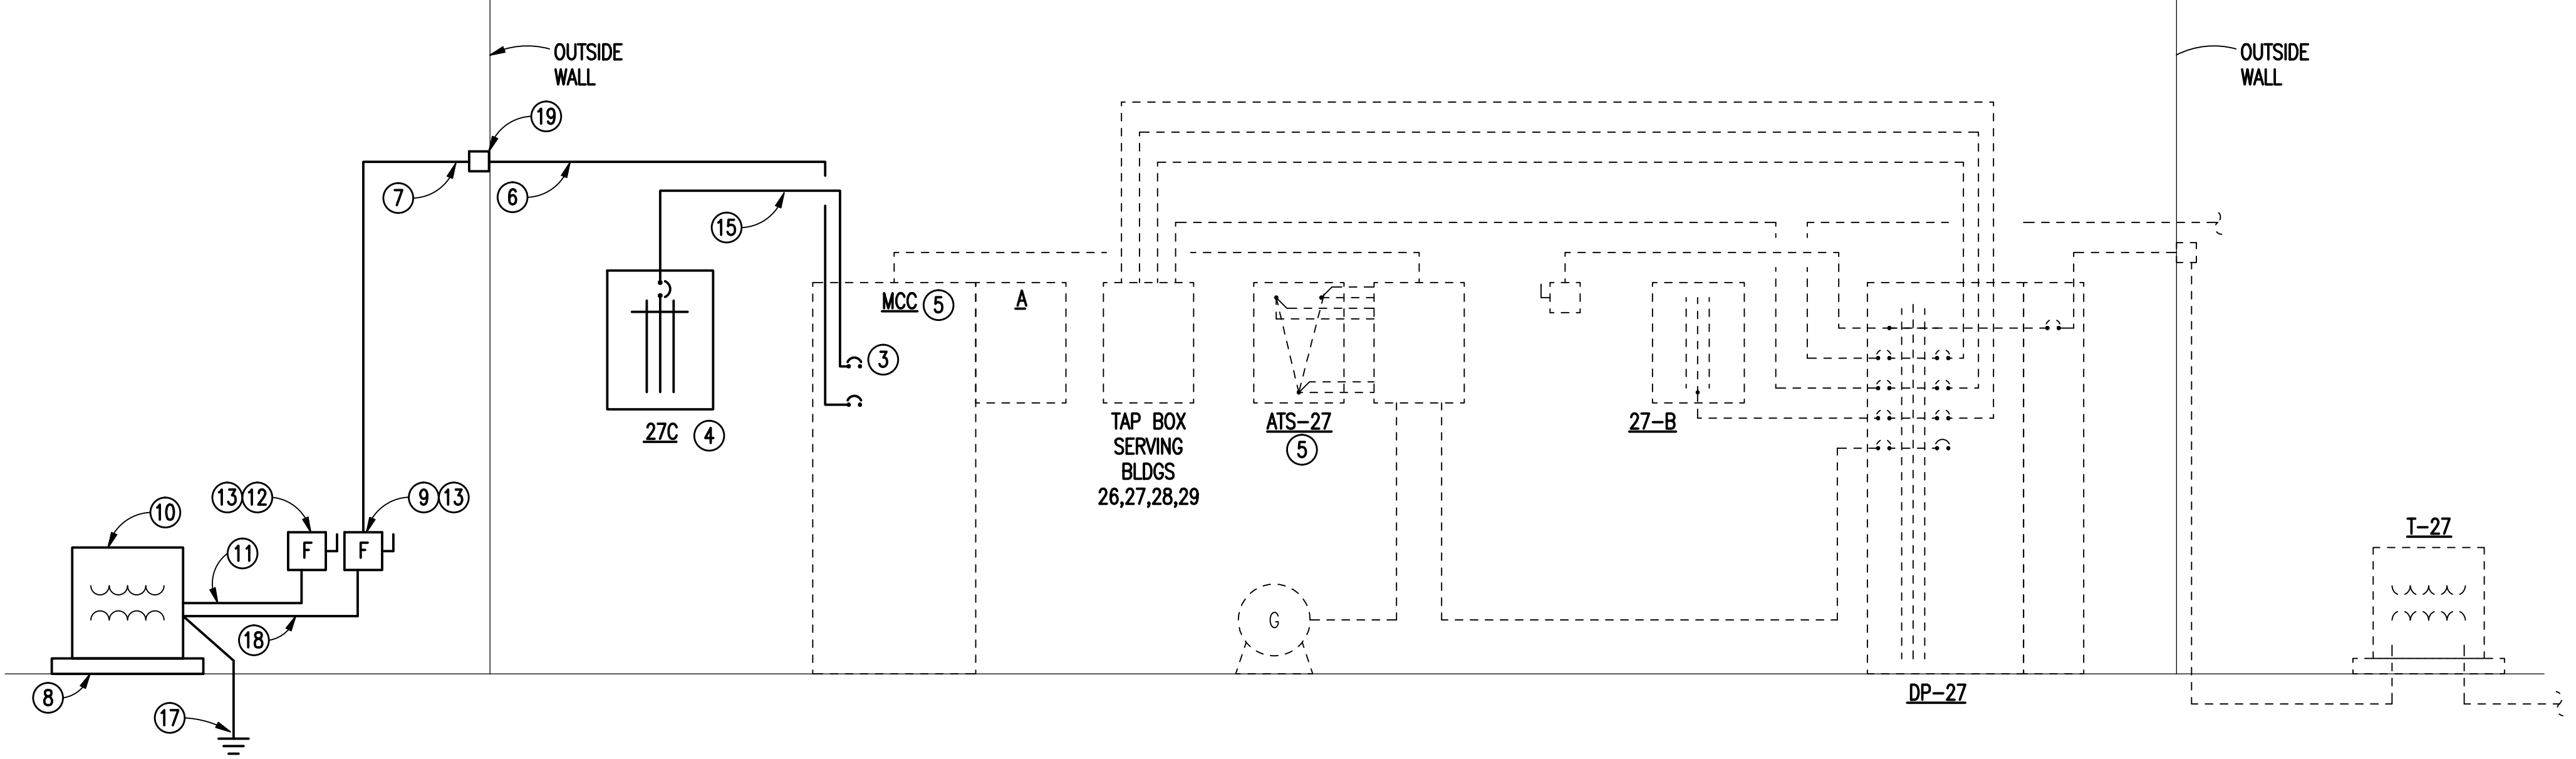 OUTSIDE
WALL
OUTSIDE
WALL
19
7
6
15
MCC 5
A
3
27C 4
TAP BOX
SERVING
BLDGS
26,27,28,29
ATS-27
5
27-B
13 12
9 13
10
F
F
11
T-27
G
18
8
DP-27
17